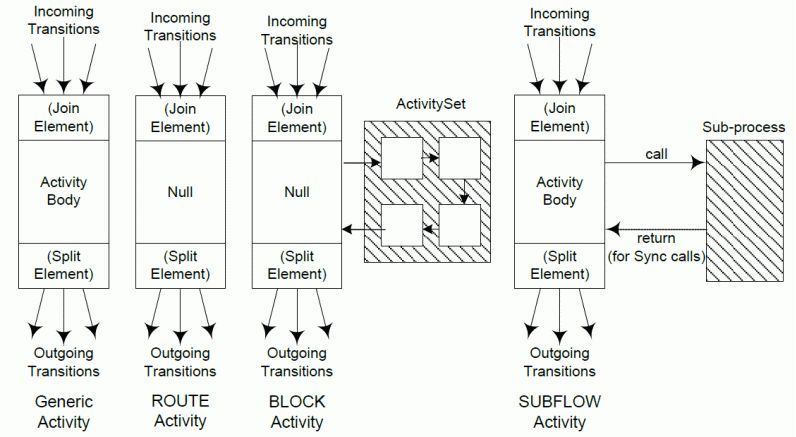 Incoming
Transitions
(Join
Element)
Activity
Body
(Split
Element)
Outgoing
Transitions
Generic
Activity
Incoming
Transitions
(Join
Element)
Null
(Split
Element)
Outgoing
Transitions
ROUTE
Activity
Incoming
Transitions
(Join
Element)
Null
(Split
Element)
Outgoing
Transitions
BLOCK
Activity
ActivitySet
Incoming
Transitions
(Join
Element)
Activity
Body
(Split
Element)
Outgoing
Transitions
SUBFLOW
Activity
call
return
(for Sync calls)
Sub-process